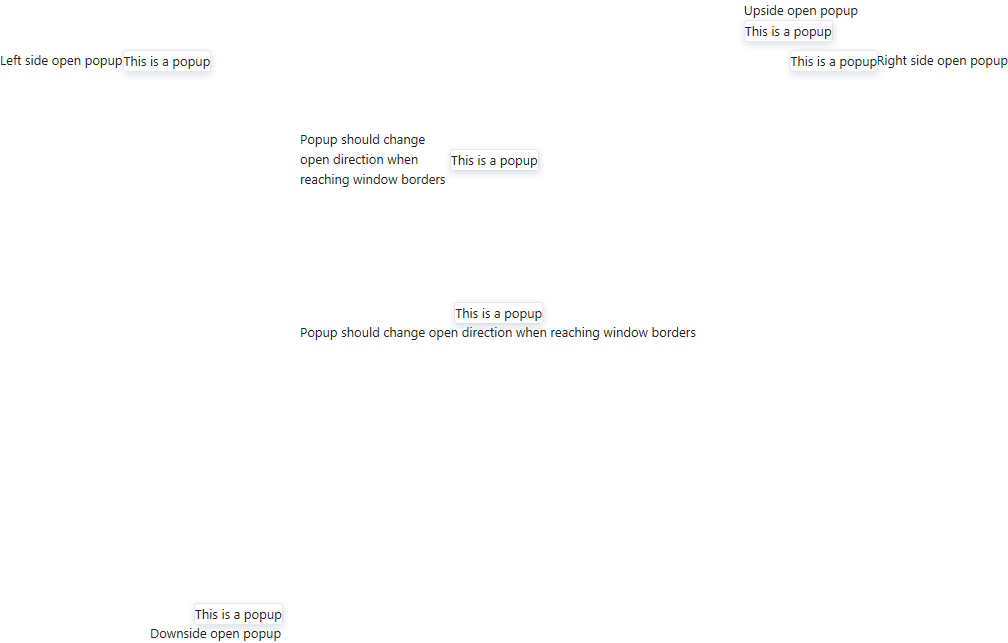 Upside open popup
This is a popup
Left side open popup This is a popup
This is a popup Right side open popup
Popup should change
open direction when
reaching window borders
This is a popup
This is a popup
Popup should change open direction when reaching window borders
This is a popup
Downside open popup